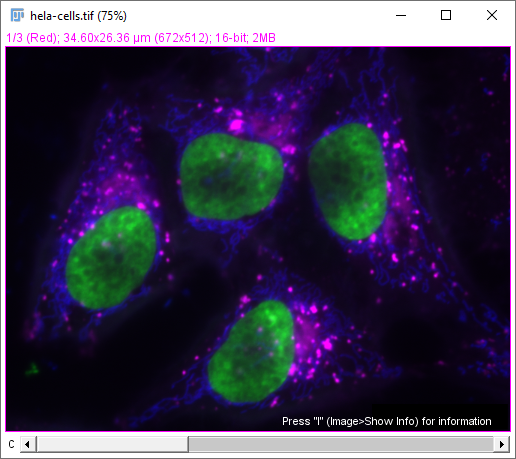 hela-cells.tif (75%)
1/3 (Red); 34.60x26.36 µm (672x512); 16-bit; 2MB
Press "I" (Image>Show Info) for information
C